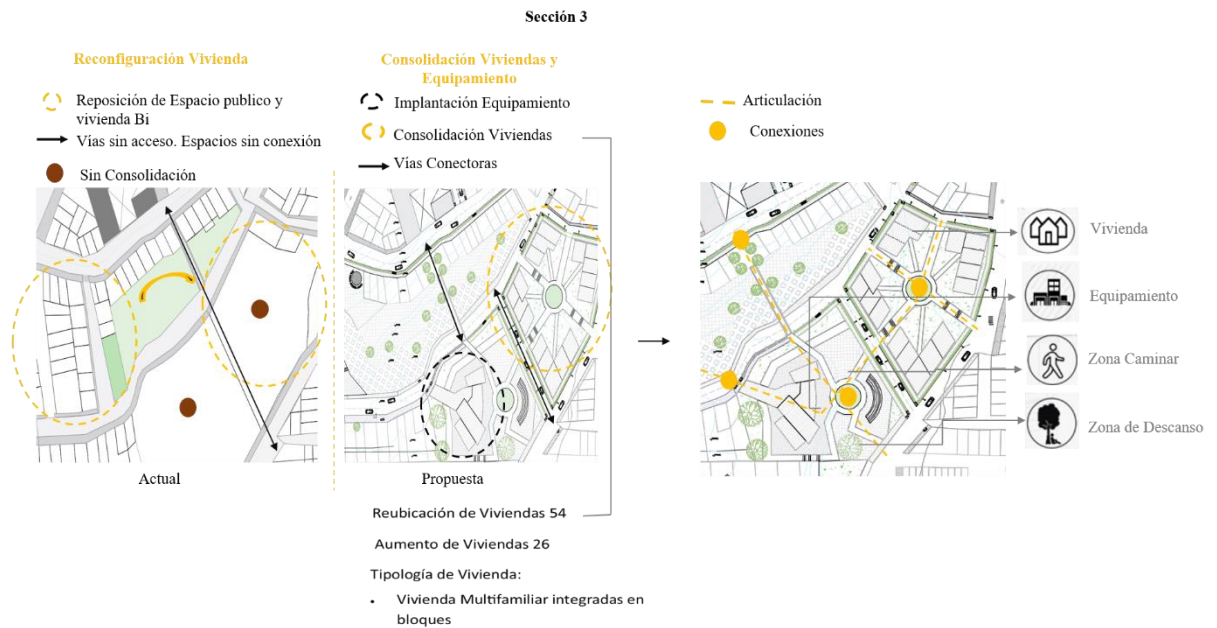 Sección 3
Reconfiguración Vivienda
Reposición de Espacio publico y
vivienda Bi
Vías sin acceso. Espacios sin conexión
Sin Consolidación
Actual
Consolidación Viviendas y
Equipamiento
Implantación Equipamiento
Consolidación Viviendas
Vías Conectoras
Propuesta
Reubicación de Viviendas 54
Aumento de Viviendas 26
Tipología de Vivienda:
• Vivienda Multifamiliar integradas en
bloques
Articulación
Conexiones
Vivienda
Equipamiento
Zona Caminar
Zona de Descanso